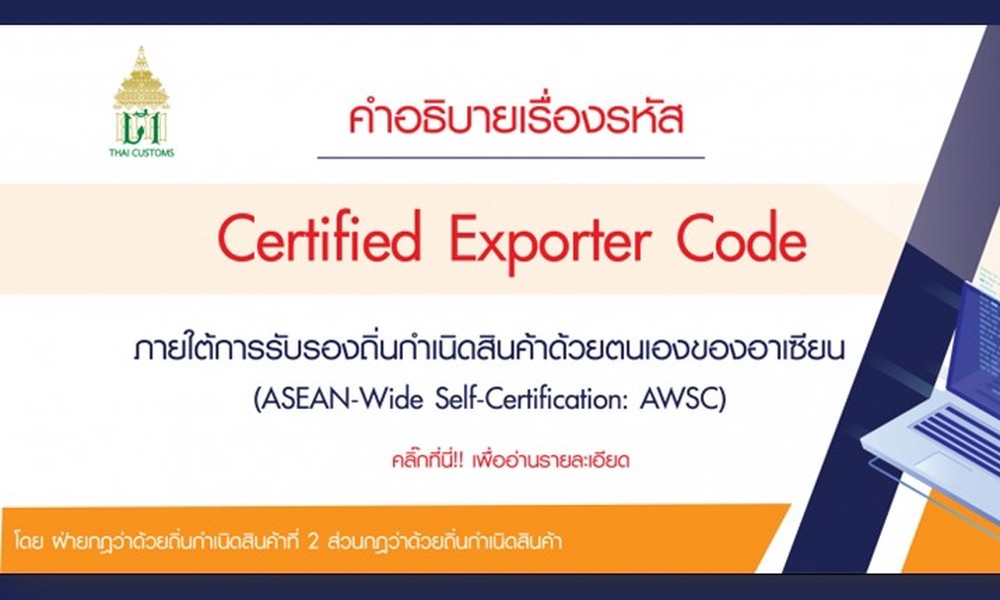 THAI CUSTOMS
คำอธิบายเรื่องรหัส
Certified Exporter Code
ภายใต้การรับรองถิ่นกำเนิดสินค้าด้วยตนเองของอาเซียน
(ASEAN-Wide Self-Certification: AWSC)
คลิ๊กที่นี่!! เพื่ออ่านรายละเอียด
โดย ฝ่ายกฎว่าด้วยถิ่นกำเนิดสินค้าที่ 2 ส่วนกฎว่าด้วยถิ่นกำเนิดสินค้า